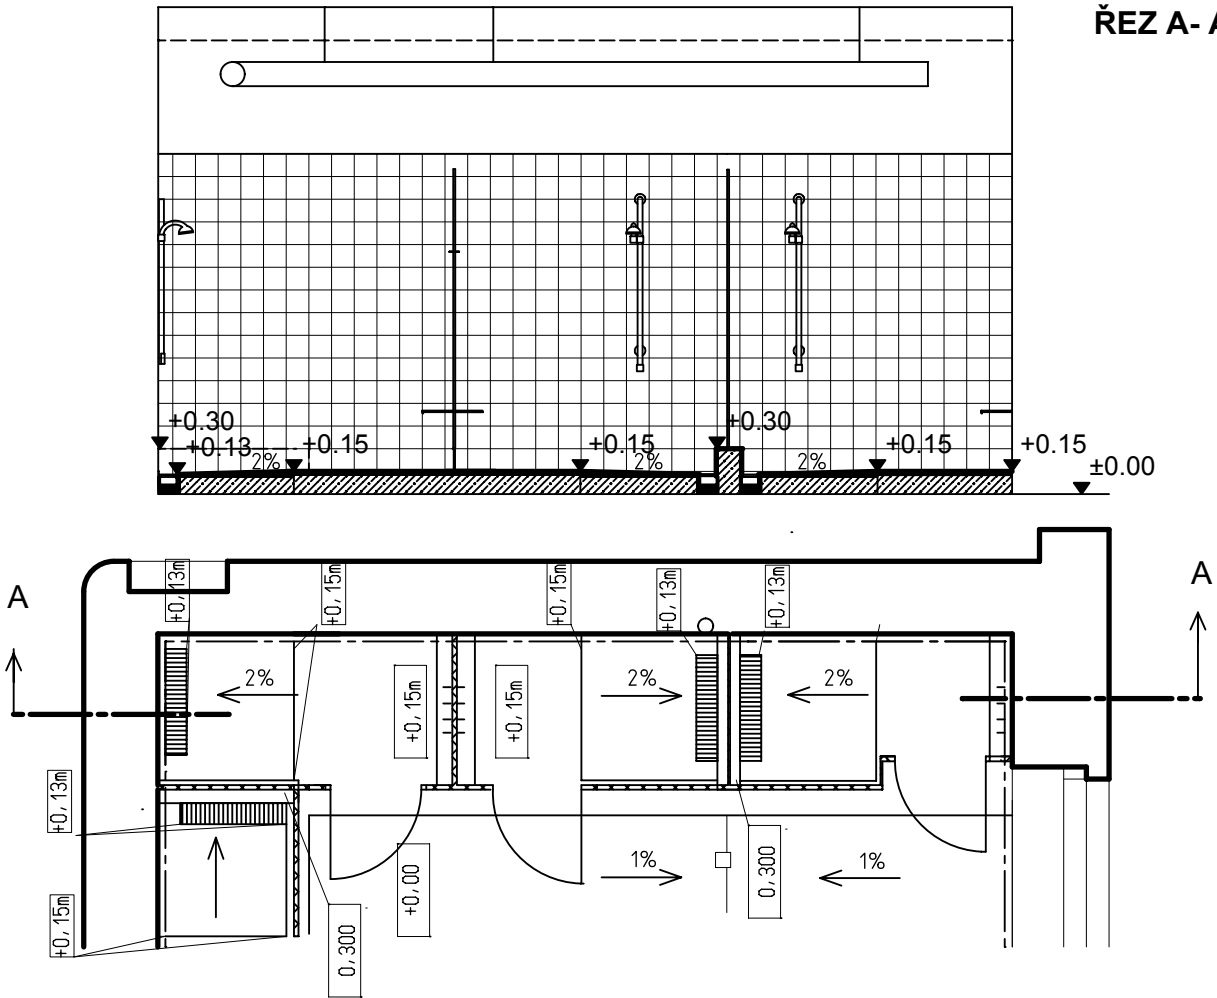 ŘEZ A- A
+0.30
+0.30
+0.13
+0.15
+0.15
+0.15
+0.15
2%
2%
2%
±0.00
A
A
+0,13m
+0,15m
+0,15m
+0,13m
+0,13m
2%
2%
2%
+0,15m
+0,15m
+0,13m
+0,00
1%
1%
0,300
+0,15m
0,300